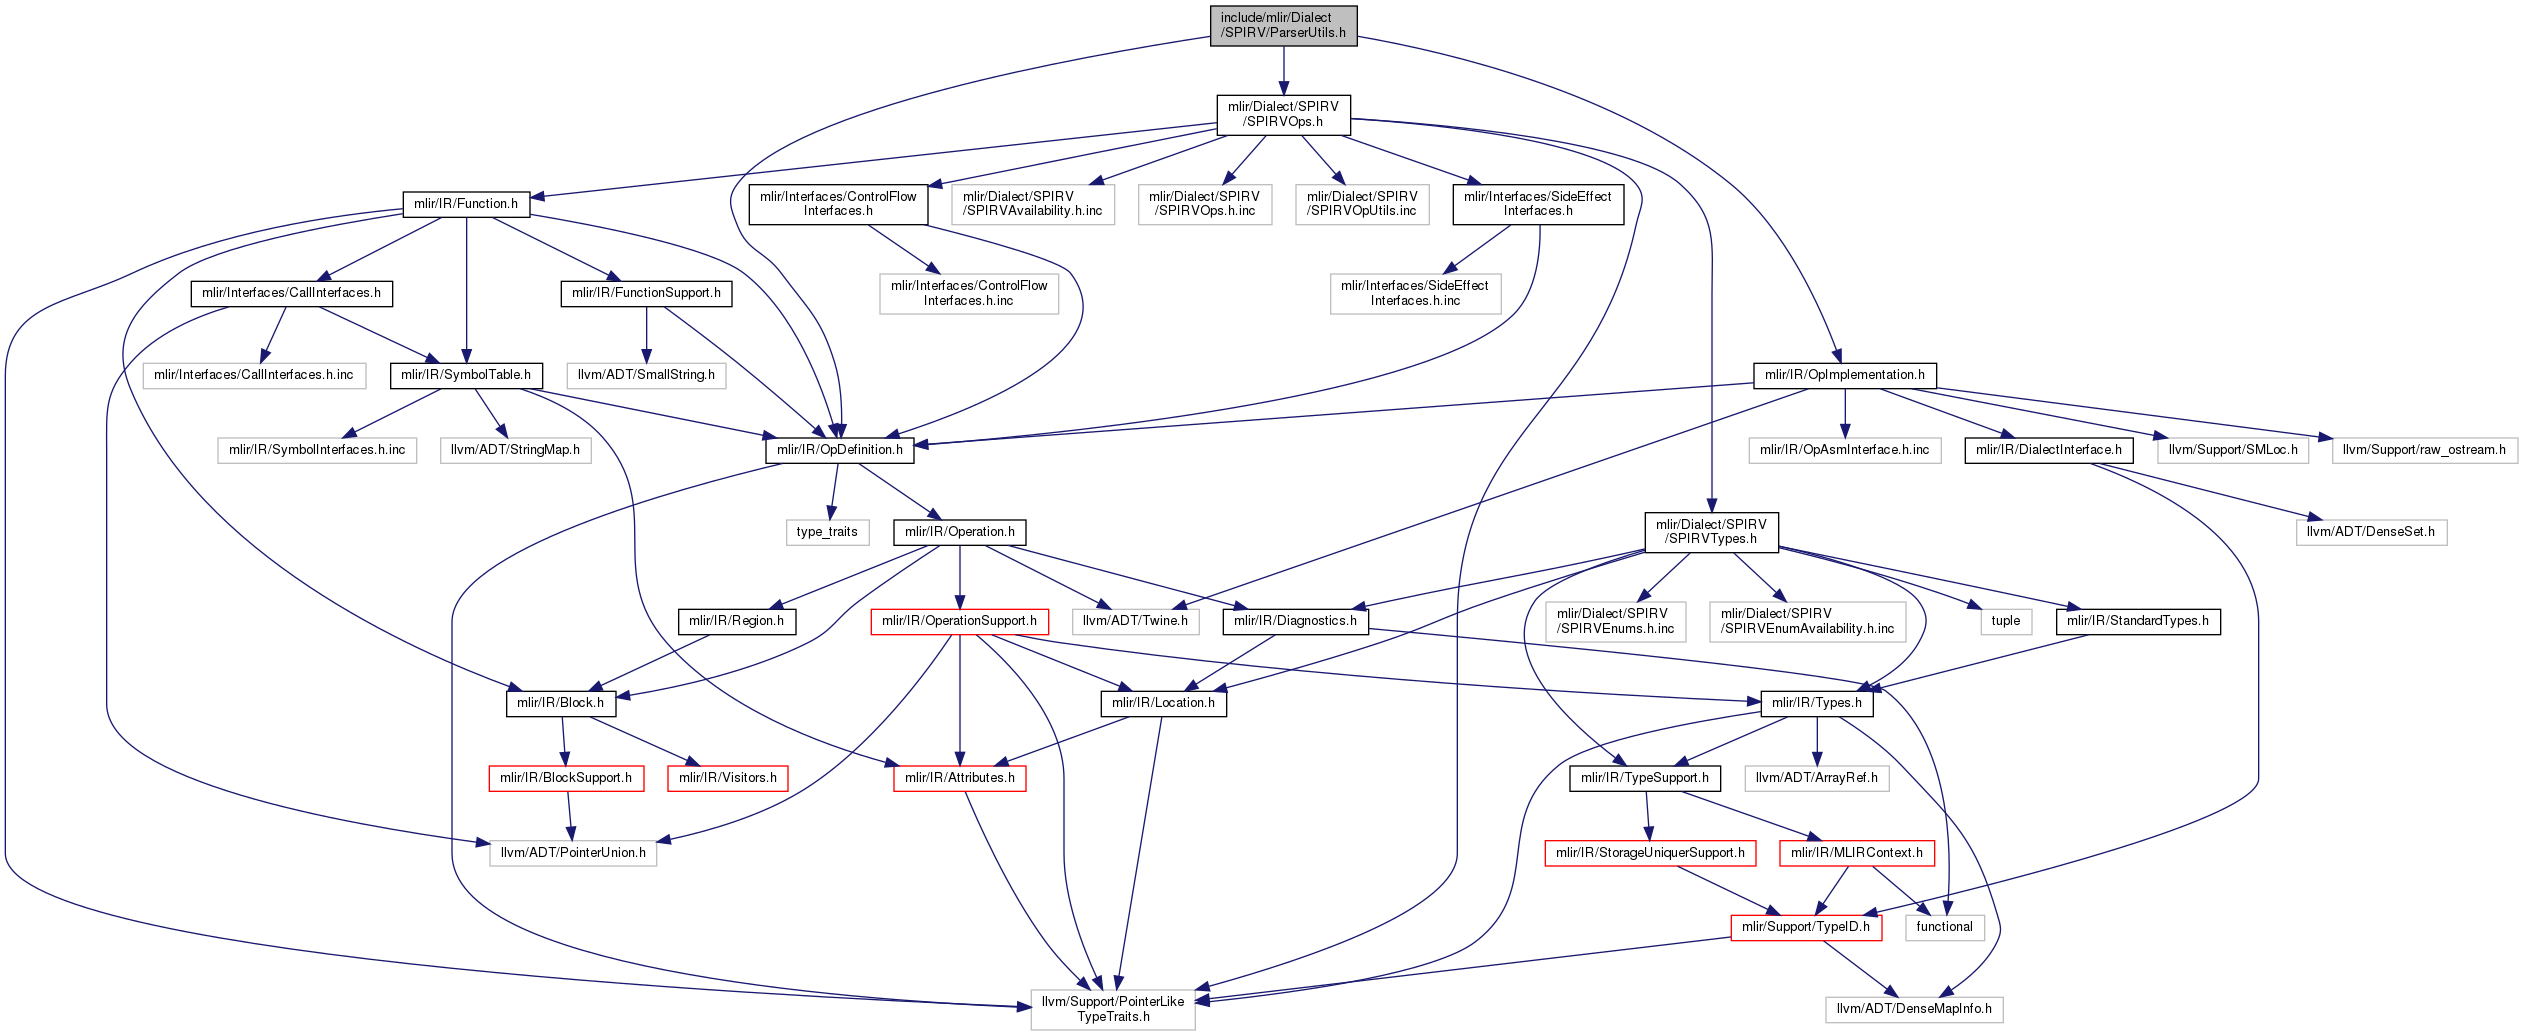 include/mlir/Dialect
/SPIRV/ParserUtils.h
mlir/Dialect/SPIRV
/SPIRVOps.h
mlir/IR/Function.h
mlir/Interfaces/ControlFlow
Interfaces.h
mlir/Dialect/SPIRV
/SPIRVAvailability.h.inc
mlir/Dialect/SPIRV
/SPIRVOps.h.inc
mlir/Dialect/SPIRV
/SPIRVOpUtils.inc
mlir/Interfaces/SideEffect
Interfaces.h
mlir/Interfaces/CallInterfaces.h
mlir/IR/FunctionSupport.h
mlir/Interfaces/ControlFlow
Interfaces.h.inc
mlir/Interfaces/SideEffect
Interfaces.h.inc
mlir/Interfaces/CallInterfaces.h.inc
mlir/IR/SymbolTable.h
llvm/ADT/SmallString.h
mlir/IR/OpImplementation.h
mlir/IR/SymbolInterfaces.h.inc
llvm/ADT/StringMap.h
mlir/IR/OpDefinition.h
mlir/IR/OpAsmInterface.h.inc
mlir/IR/DialectInterface.h
llvm/Support/SMLoc.h
llvm/Support/raw_ostream.h
type_traits
mlir/IR/Operation.h
mlir/Dialect/SPIRV
/SPIRVTypes.h
llvm/ADT/DenseSet.h
mlir/IR/Region.h
mlir/IR/OperationSupport.h
llvm/ADT/Twine.h
mlir/IR/Diagnostics.h
mlir/Dialect/SPIRV
/SPIRVEnums.h.inc
mlir/Dialect/SPIRV
/SPIRVEnumAvailability.h.inc
tuple
mlir/IR/StandardTypes.h
mlir/IR/Block.h
mlir/IR/Location.h
mlir/IR/Types.h
mlir/IR/BlockSupport.h
mlir/IR/Visitors.h
mlir/IR/Attributes.h
mlir/IR/TypeSupport.h
llvm/ADT/ArrayRef.h
llvm/ADT/PointerUnion.h
mlir/IR/StorageUniquerSupport.h
mlir/IR/MLIRContext.h
mlir/Support/TypeID.h
functional
llvm/Support/PointerLike
TypeTraits.h
llvm/ADT/DenseMapInfo.h